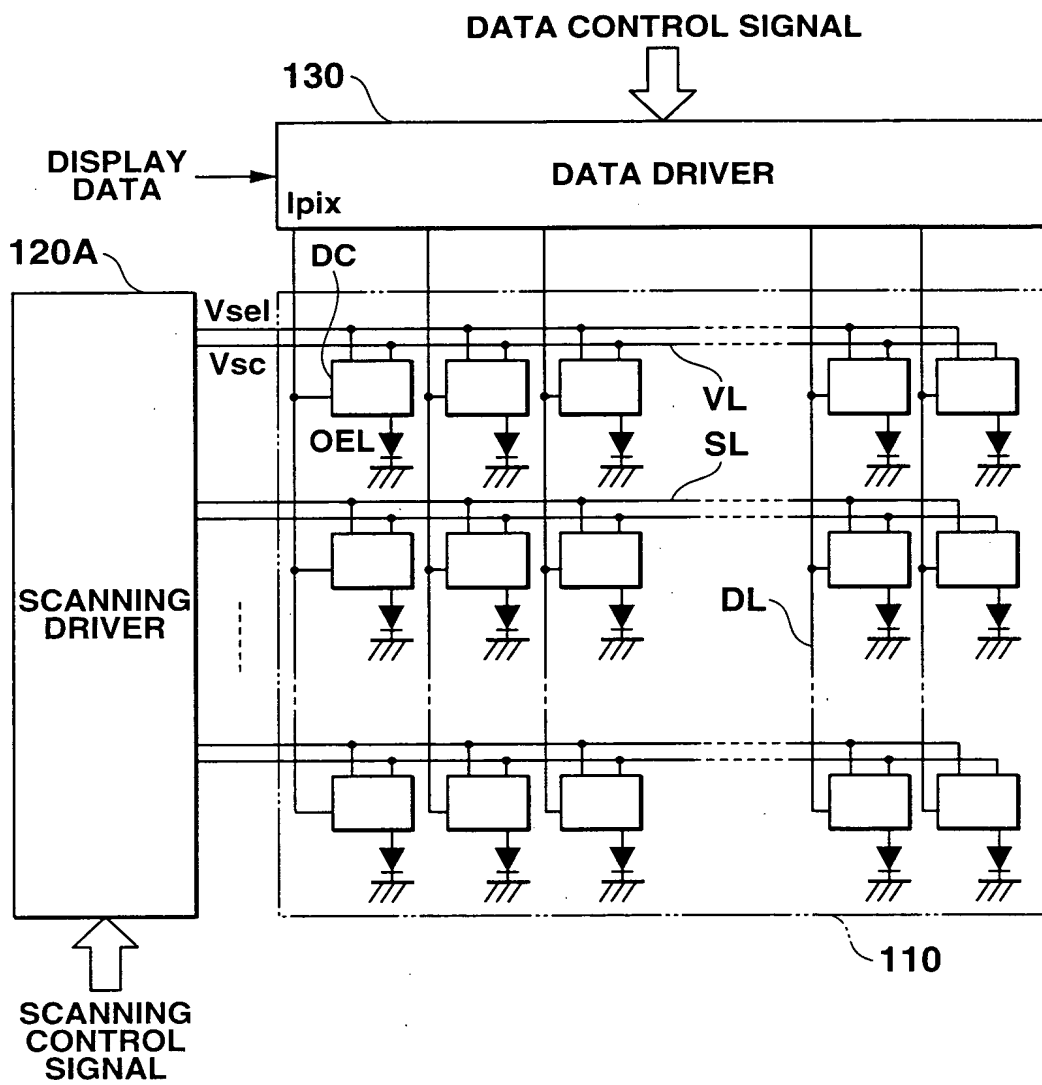 DATA CONTROL SIGNAL
130
DISPLAY
DATA
DATA DRIVER
Ipix
120A
DC
Vsel
Vsc
VL
OEL
SL
SCANNING
DRIVER
DL
110
SCANNING
CONTROL
SIGNAL